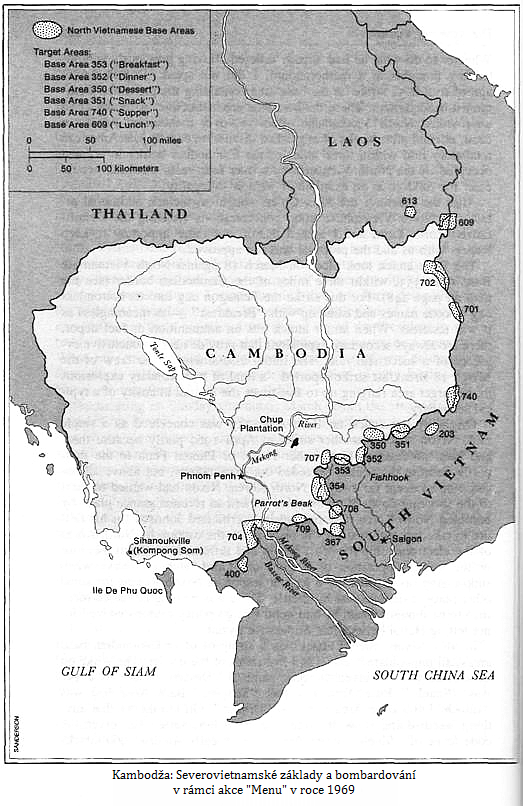 North Vietnamese Base Areas
Target Areas:
Base Area 353 ("Breakfast")
Base Area 352 ("Dinner")
Base Area 350 ("Dessert")
Base Area 351 ("Snack")
Base Area 740 ("Supper")
Base Area 609 ("Lunch")
0 50 100 miles
0 50 100 kilometers
LAOS
THAILAND
613
609
702
701
CAMBODIA
Tonle Sap
740
Chup
Plantation
River
Mekong
203
350
351
707
353
352
Phnom Penh
354
Fishhook
Parrot's Beak
706
709
367
704
SOUTH VIETNAM
Saigon
Sihanoukville
(Kompong Som)
400
Mekong River
Bassac River
Ile De Phu Quoc
GULF OF SIAM
SOUTH CHINA SEA
SANDERSON
Kambodža: Severovietnamské základy a bombardování
v rámci akce "Menu" v roce 1969